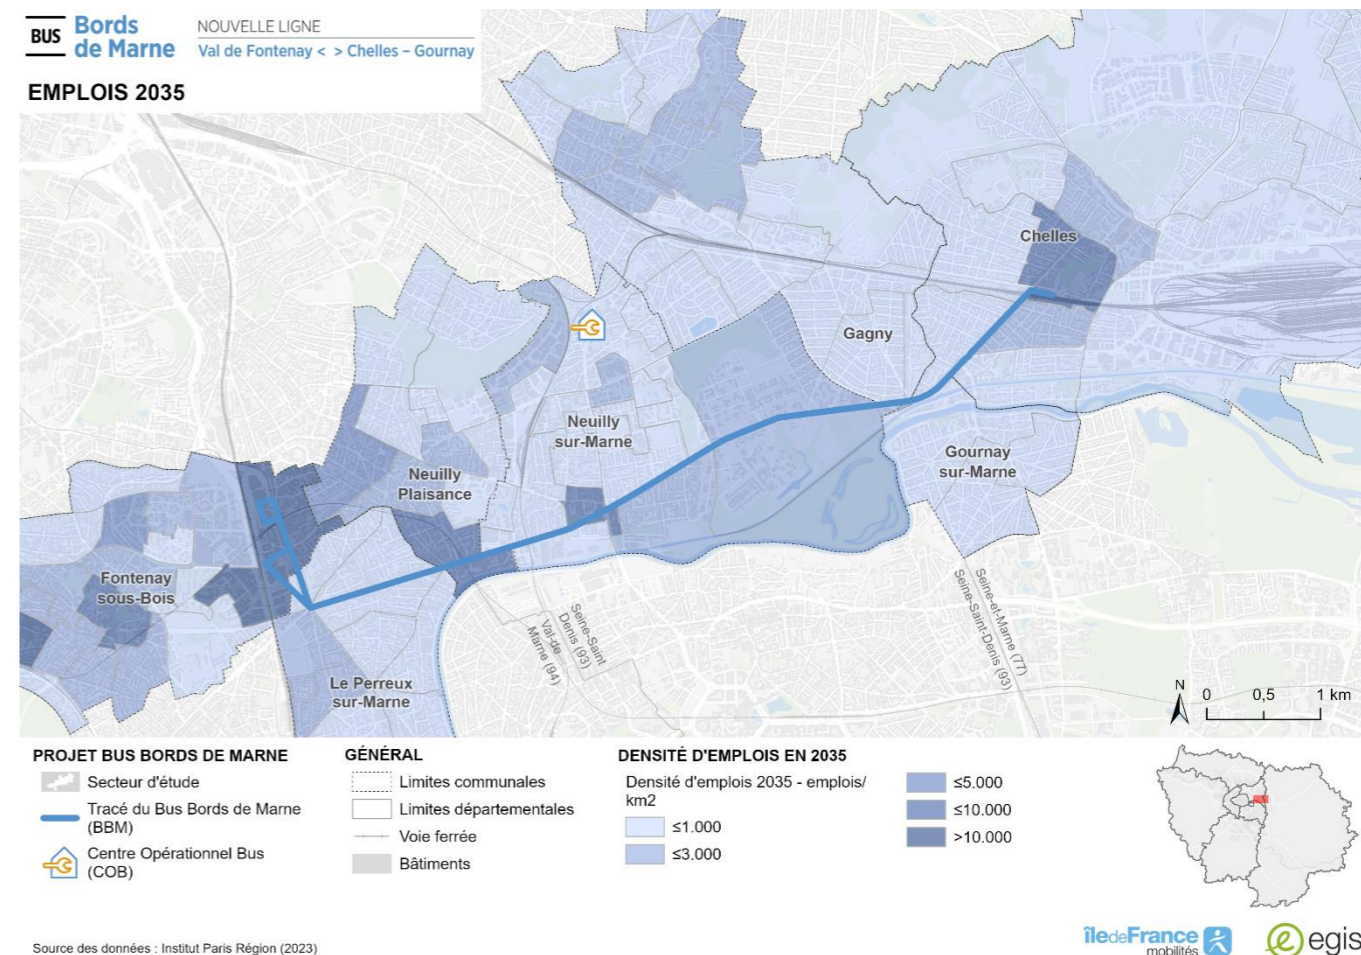 BUS
Bords
de Marne
NOUVELLE LIGNE
Val de Fontenay < > Chelles – Gournay
EMPLOIS 2035
Chelles
Gagny
Neuilly
sur-Marne
Gournay
sur-Marne
Neuilly
Plaisance
Fontenay
sous-Bois
Le Perreux
sur-Marne
Seine-Saint
Denis (93)
Val-de
Marne (94)
Seine-et-Marne (77)
Seine-Saint-Denis (93)
N
0 0,5 1 km
PROJET BUS BORDS DE MARNE
Secteur d'étude
Tracé du Bus Bords de Marne
(BBM)
Centre Opérationnel Bus
(COB)
GÉNÉRAL
Limites communales
Limites départementales
Voie ferrée
Bâtiments
DENSITÉ D'EMPLOIS EN 2035
Densité d'emplois 2035 - emplois/
km2
≤1.000
≤3.000
≤5.000
≤10.000
>10.000
Source des données : Institut Paris Région (2023)
îledeFrance
mobilités
egis